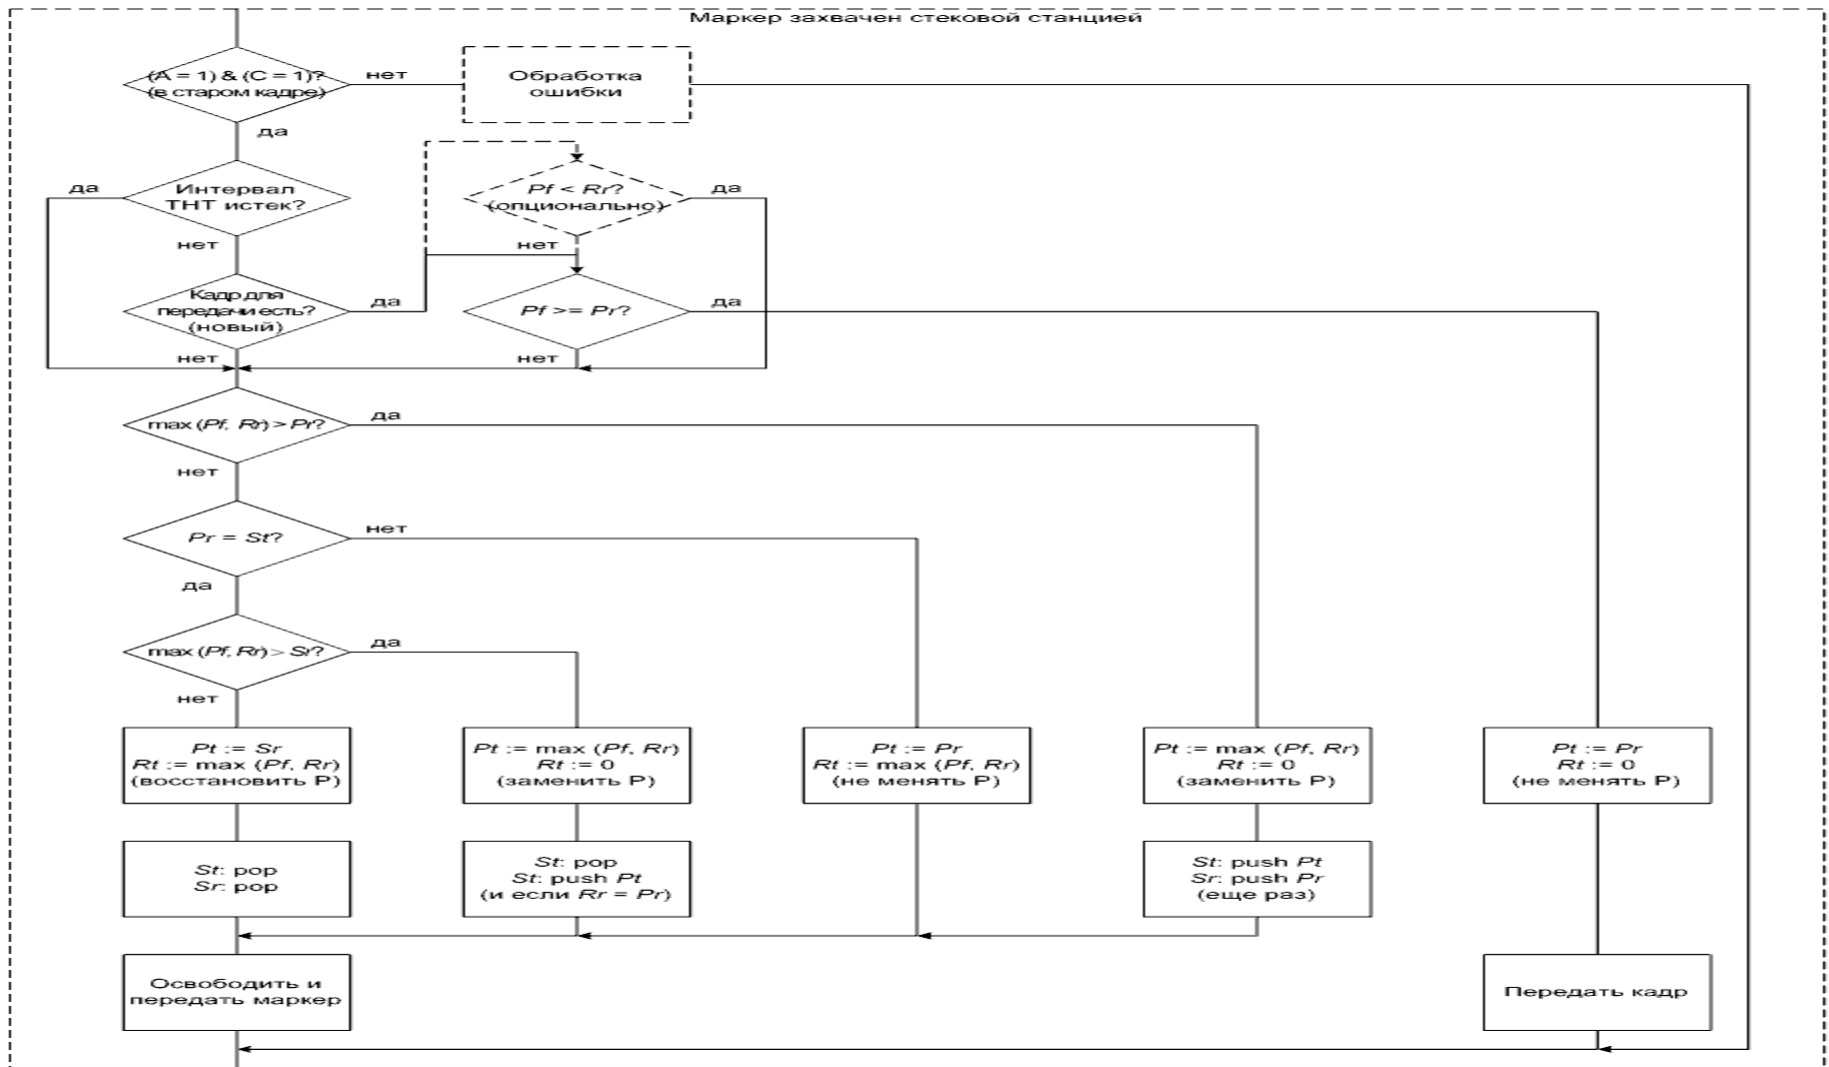 Маркер захвачен стековой станцией
(A = 1) & (C = 1)?
(в старом кадре)
нет
Обработка
ошибки
да
да
Интервал
THT истек?
Pf < Rr?
(опционально)
да
нет
нет
Кадр для
передачи есть?
(новый)
да
Pf >= Pr?
да
нет
нет
max (Pf, Rr) > Pr?
да
нет
Pr = St?
нет
да
max (Pf, Rr) > Sr?
да
нет
Pt := Sr
Rt := max (Pf, Rr)
(восстановить P)
Pt := max (Pf, Rr)
Rt := 0
(заменить P)
Pt := Pr
Rt := max (Pf, Rr)
(не менять P)
Pt := max (Pf, Rr)
Rt := 0
(заменить P)
Pt := Pr
Rt := 0
(не менять P)
St: pop
Sr: pop
St: pop
St: push Pt
(и если Rr = Pr)
St: push Pt
Sr: push Pr
(еще раз)
Освободить и
передать маркер
Передать кадр